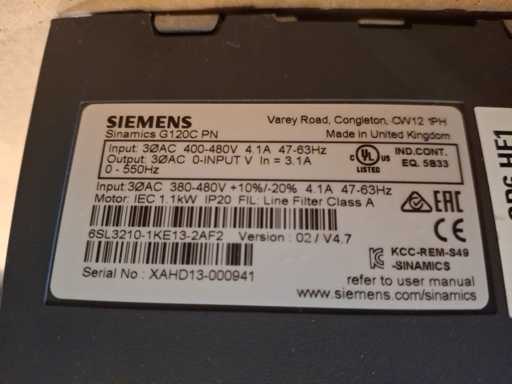 SIEMENS
Varey Road, Congleton, CW12 1PH
Sinamics G120C PN
Made in United Kingdom
Input: 3ØAC 400-480V 4.1A 47-63Hz
Output: 3ØAC 0-INPUT V In = 3.1A
0 - 550Hz
C UL US
LISTED
IND.CONT.
EQ. 5B33
Input:3ØAC 380-480V +10%/-20% 4.1A 47-63Hz
Motor: IEC 1.1kW IP20 FIL: Line Filter Class A
EAC
6SL3210-1KE13-2AF2 Version : 02 / V4.7
CE
KCC-REM-S49
-SINAMICS
Serial No : XAHD13-000941
refer to user manual
www.siemens.com/sinamics